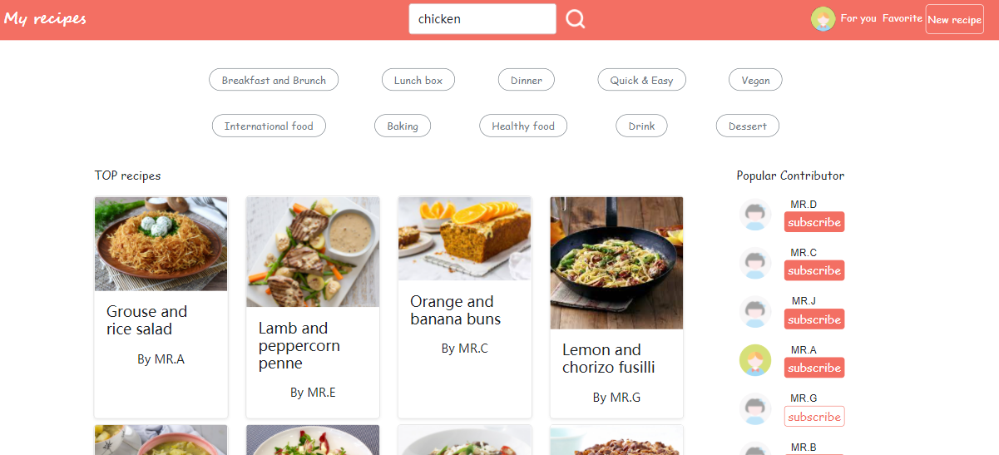 My recipes
chicken
For you Favorite New recipe
Breakfast and Brunch
Lunch box
Dinner
Quick & Easy
Vegan
International food
Baking
Healthy food
Drink
Dessert
TOP recipes
Grouse and
rice salad
By MR.A
Lamb and
peppercorn
penne
By MR.E
Orange and
banana buns
By MR.C
Lemon and
chorizo fusilli
By MR.G
Popular Contributor
MR.D
subscribe
MR.C
subscribe
MR.J
subscribe
MR.A
subscribe
MR.G
subscribe
MR.B